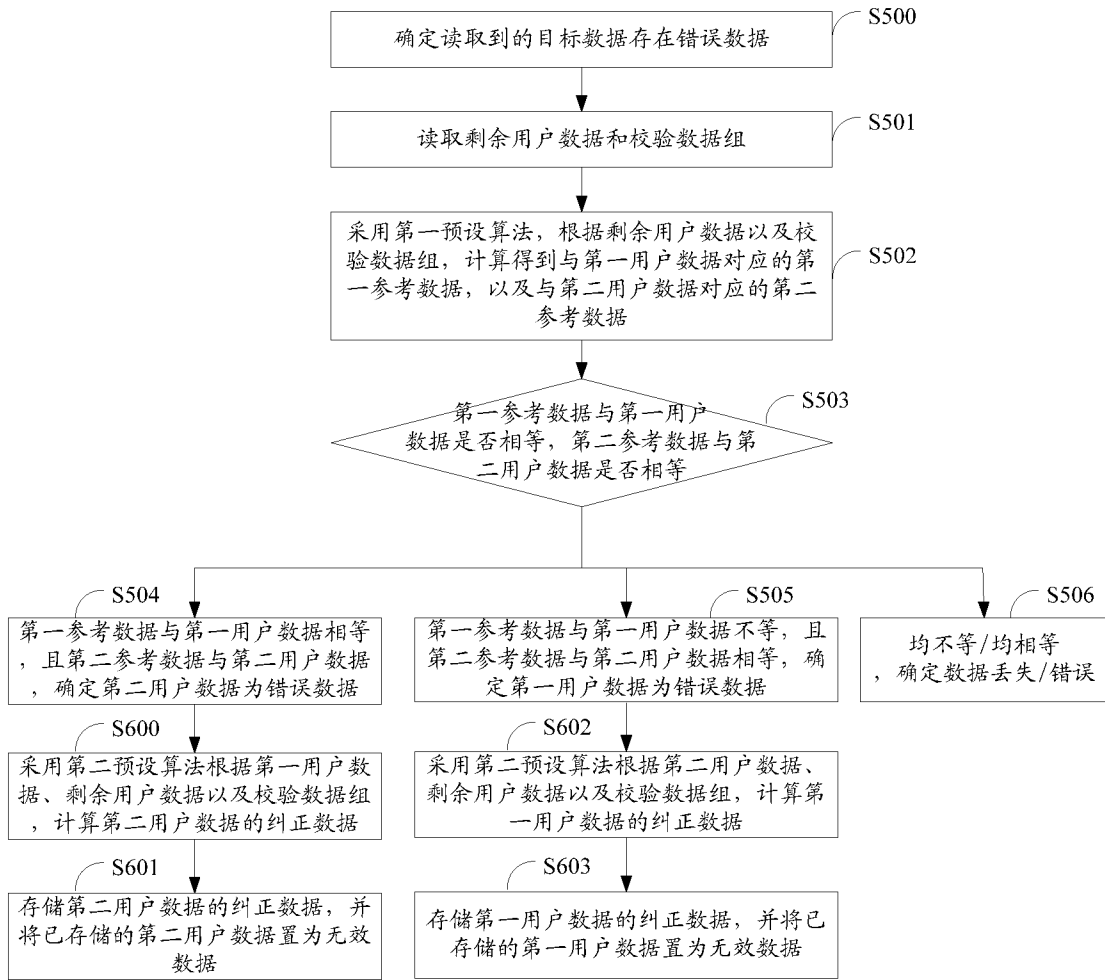 S500
确定读取到的目标数据存在错误数据
S501
读取剩余用户数据和校验数据组
S502
采用第一预设算法，根据剩余用户数据以及校
验数据组，计算得到与第一用户数据对应的第
一参考数据，以及与第二用户数据对应的第二
参考数据
S503
第一参考数据与第一用户
数据是否相等，第二参考数据与第
二用户数据是否相等
S504
第一参考数据与第一用户数据相等
，且第二参考数据与第二用户数据
，确定第二用户数据为错误数据
S505
第一参考数据与第一用户数据不等，且
第二参考数据与第二用户数据相等，确
定第一用户数据为错误数据
S506
均不等/均相等
，确定数据丢失/错误
S600
采用第二预设算法根据第一用户数
据、剩余用户数据以及校验数据组
，计算第二用户数据的纠正数据
S602
采用第二预设算法根据第二用户数据、
剩余用户数据以及校验数据组，计算第
一用户数据的纠正数据
S601
存储第二用户数据的纠正数据，并
将已存储的第二用户数据置为无效
数据
S603
存储第一用户数据的纠正数据，并将已
存储的第一用户数据置为无效数据